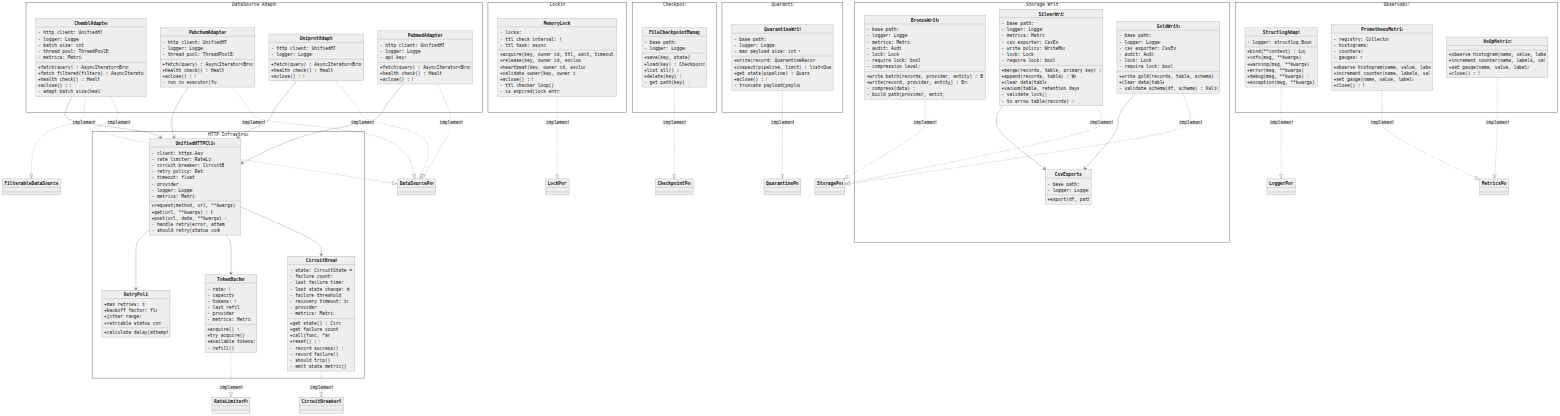 DataSource Adapt
ChemblAdapte
- http client: UnifiedHT
- logger: Logge
- batch size: int
- thread pool: ThreadPoolE
- metrics: Metri
+fetch(query) : AsyncIterator<Bro
+fetch filtered(filters) : AsyncIterato
+health check() : Healt
+aclose() : !
- adapt batch size(heal
PubchemAdapter
- http client: UnifiedHT
- logger: Logge
- thread pool: ThreadPoolE
+fetch(query) : AsyncIterator<Bron
+health check() : Healt
+aclose() : !
- run in executor(fu
UniprotAdapt
- http client: UnifiedHT
- logger: Logge
+fetch(query) : AsyncIterator<Bron
+health check() : Healt
+aclose() : !
PubmedAdapter
- http client: UnifiedHT
- api key:
+fetch(query) : AsyncIterator<Bron
+health check() : Healt
+aclose() : !
Lockin
MemoryLock
- locks:
- ttl check interval: !
- ttl task: async
+acquire(key, owner id, ttl, wait, timeout
+release(key, owner id, exclus
+heartbeat(key, owner id, exclu
+validate owner(key, owner i
+aclose() : !
- ttl checker loop()
- is expired(lock entr
Checkpoi
FileCheckpointManag
- base path:
- logger: Logge
+save(key, state)
+load(key) : Checkpoin
+list all() :
+delete(key) :
- get path(key)
Quaranti
QuarantineWri
- base path:
- logger: Logge
- max payload size: int
+write(record: QuarantineRecor
+inspect(pipeline, limit) : list<Qua
+get stats(pipeline) : Quara
+aclose() : !
- truncate payload(paylo
Storage Writ
BronzeWrit
- base path:
- logger: Logge
- metrics: Metri
- audit: Audi
- lock: Lock
- require lock: bool
- compression level:
+write batch(records, provider, entity) : B
+write(record, provider, entity) : Br
- compress(data) :
- build path(provider, entit
SilverWri
- base path:
- logger: Logge
- metrics: Metri
- csv exporter: CsvEx
- write policy: WriteMo
- lock: Lock
- require lock: bool
+merge(records, table, primary key) :
+append(records, table) : W
+clear data(table
+vacuum(table, retention days
- validate lock()
- to arrow table(records) :
GoldWrit
- base path:
- logger: Logge
- csv exporter: CsvEx
- audit: Audi
- lock: Lock
- require lock: bool
+write gold(records, table, schema)
+clear data(table)
- validate schema(df, schema) : Valid
Observabi
StructlogAdapt
- logger: structlog.Boun
+bind(**context) : Log
+info(msg, **kwargs)
+warning(msg, **kwargs
+error(msg, **kwargs)
+debug(msg, **kwargs)
+exception(msg, **kwargs
PrometheusMetri
- registry: Collecto
- histograms:
- counters:
- gauges: !
+observe histogram(name, value, labe
+increment counter(name, labels, va
+set gauge(name, value, label
+close() : !
NoOpMetric
+observe histogram(name, value, labe
+increment counter(name, labels, val
+set gauge(name, value, labels
+close() : !
implement
implement
implement
implement
implement
implement
implement
implement
implement
implement
implement
implement
implement
implement
HTTP Infrastruc
UnifiedHTTPCli
- client: httpx.Asy
- rate limiter: RateLi
- circuit breaker: CircuitB
- retry policy: Ret
- timeout: float
- provider
- logger: Logge
- metrics: Metri
+request(method, url, **kwargs)
+get(url, **kwargs) : F
+post(url, data, **kwargs) :
- handle retry(error, attem
- should retry(status cod
FilterableDataSource
DataSourcePo
LockPor
CheckpointPo
QuarantinePo
StoragePo
CsvExporte
- base path:
- logger: Logge
+export(df, pat
LoggerPor
MetricsPo
RetryPoli
+max retries: i
+backoff factor: fl
+jitter range:
+retriable status cod
+calculate delay(attempt
TokenBucke
- rate: !
- capacity
- tokens: !
- last refil
- provider
- metrics: Metri
+acquire() :
+try acquire()
+available tokens
- refill()
CircuitBrea
- state: CircuitState
- failure count:
- last failure time:
- last state change: d
- failure threshold
- recovery timeout: i
- provider
- metrics: Metri
+get state() : Circ
+get failure count
+call(func, *ar
+reset() : !
- record success() :
- record failure()
- should trip()
- emit state metric()
implement
implement
RateLimiterP
CircuitBreakerP